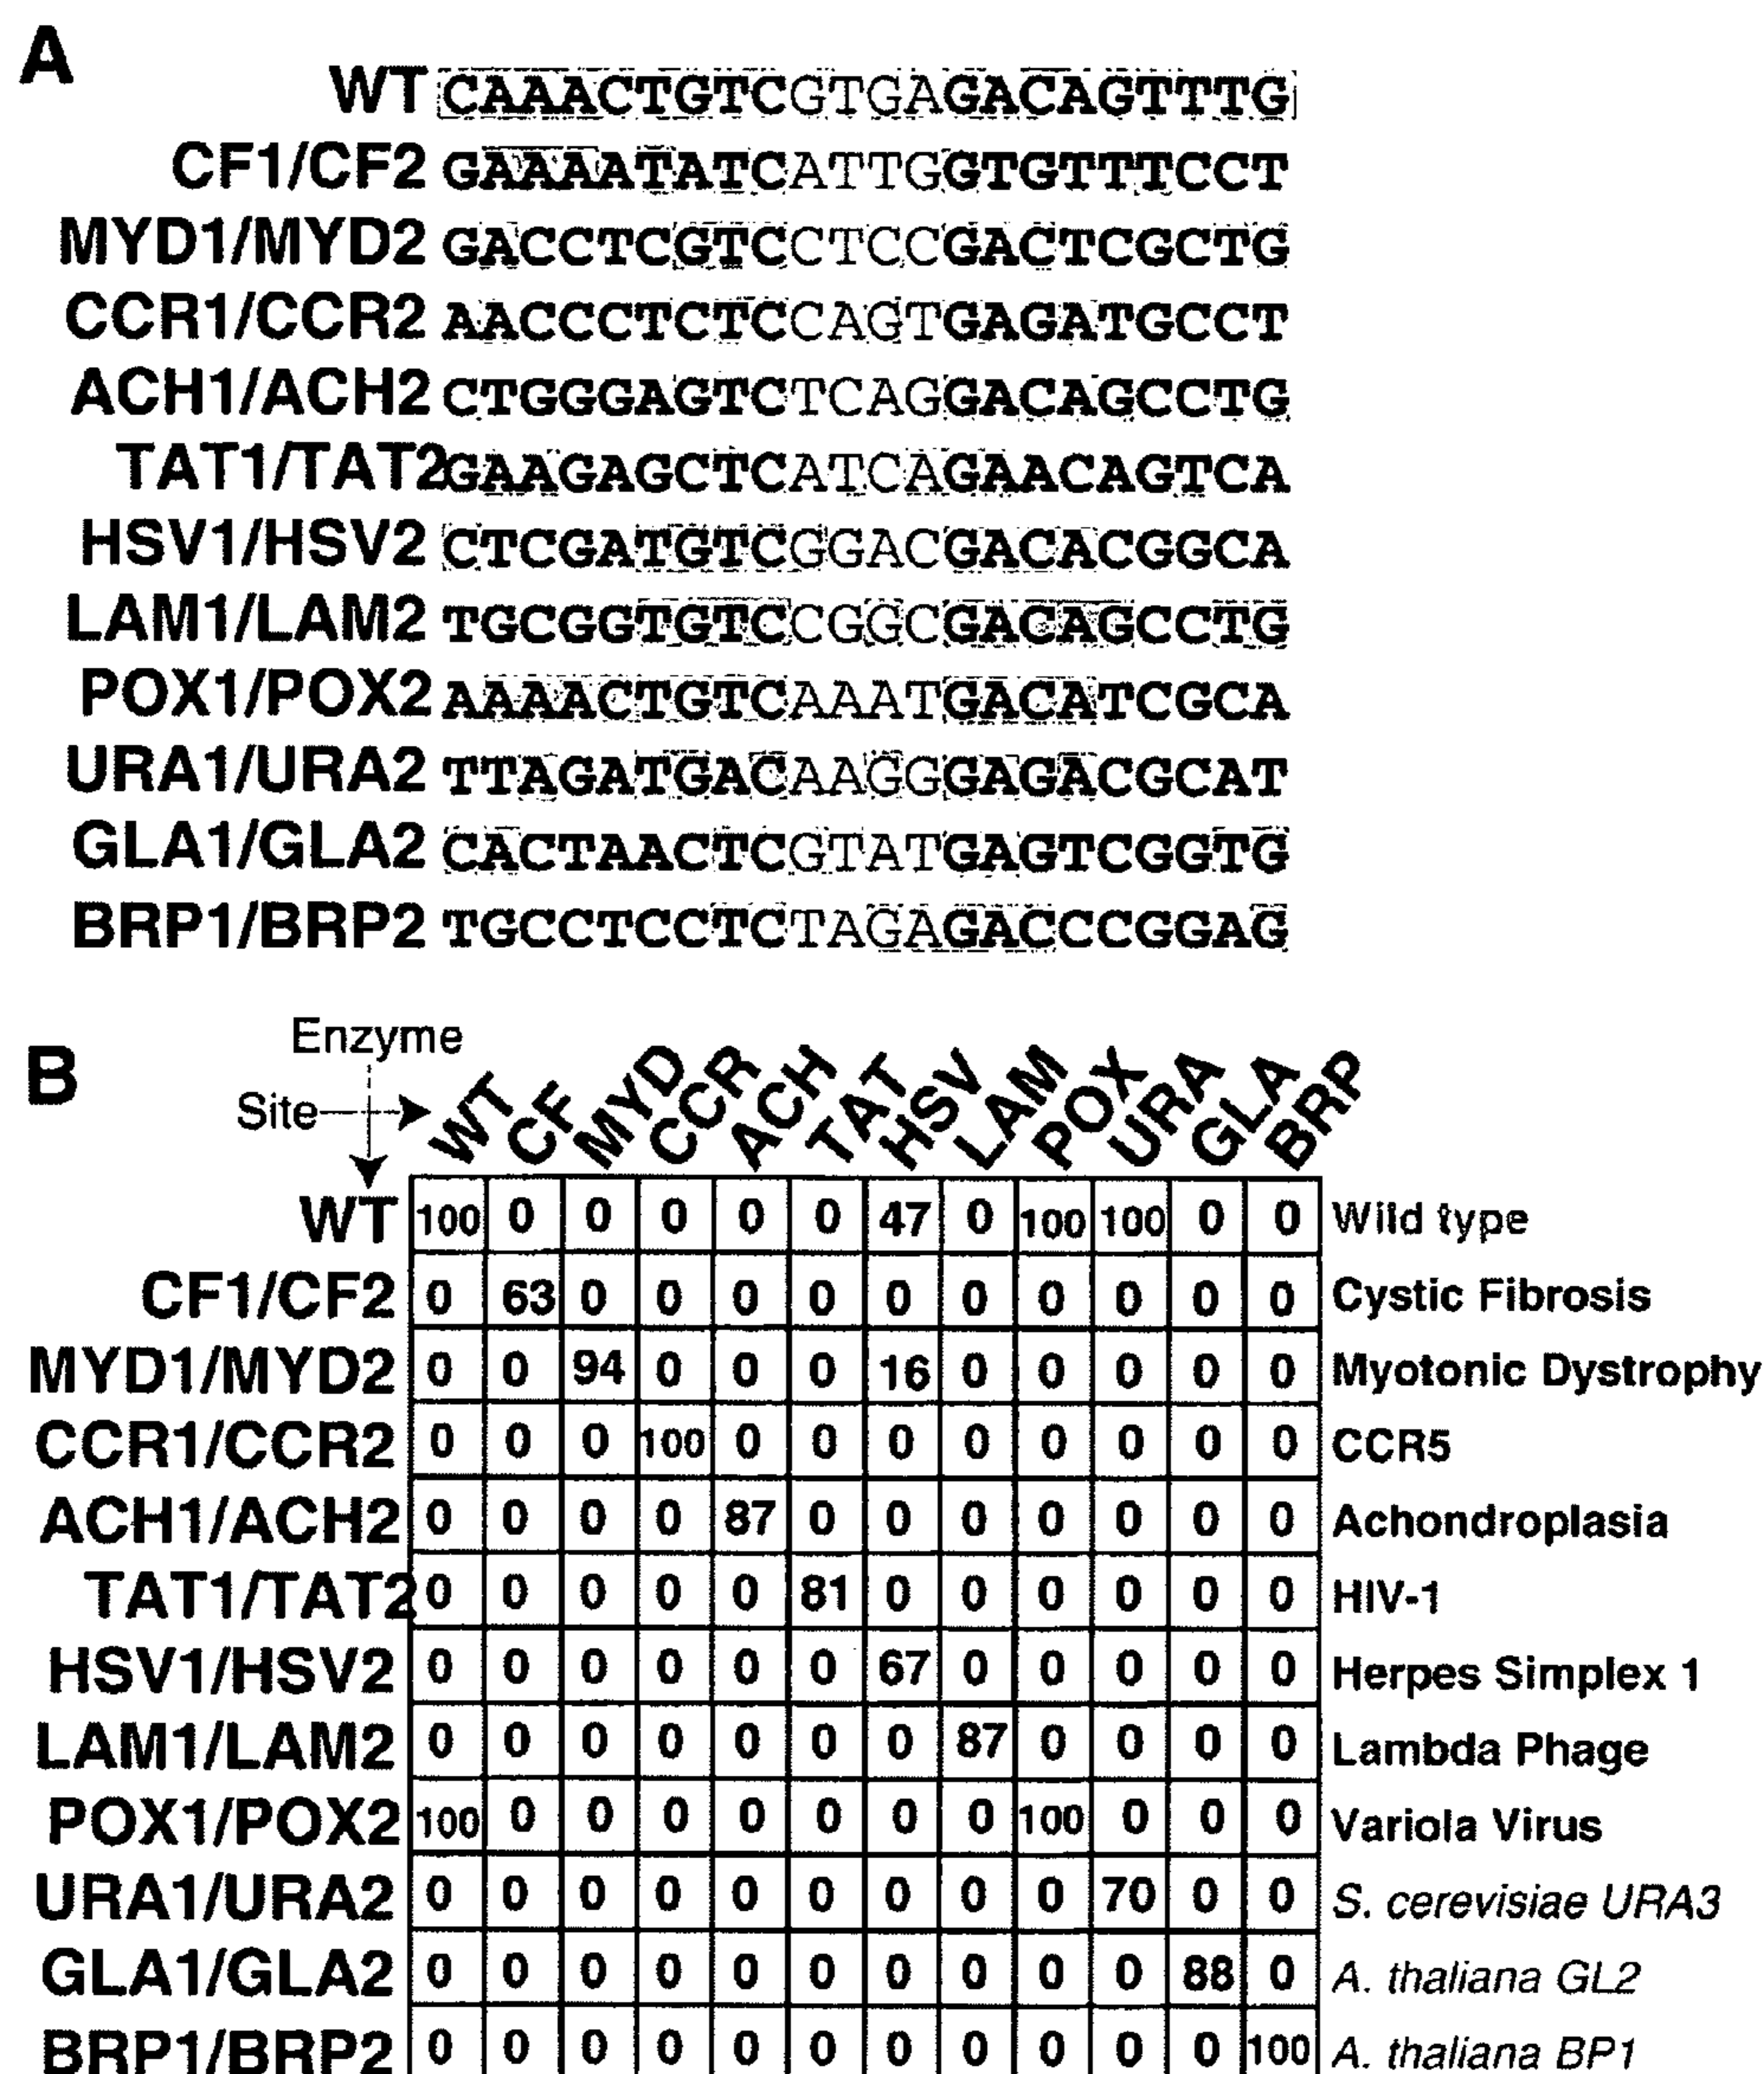 A
WT CAAACTGTCGTGAGACAGTTTG
CF1/CF2 GAAAATATCATTGGTGTTTCCT
MYD1/MYD2 GACCTCGTCCTCCGACTCGCTG
CCR1/CCR2 AACCCTCTCCAGTGAGATGCCT
ACH1/ACH2 CTGGGAGTCTCAGGACAGCCTG
TAT1/TAT2 GAAGAGCTCATCAGAACAGTCA
HSV1/HSV2 CTCGATGTCGGACGACACGGCA
LAM1/LAM2 TGCGGTGTCCGGCGACAGCCTG
POX1/POX2 AAAACTGTCAAATGACATCGCA
URA1/URA2 TTAGATGACAAGGGAGACGCAT
GLA1/GLA2 CACTAACTCGTATGAGTCGGTG
BRP1/BRP2 TGCCTCCTCTAGAGACCCGGAG
B
Enzyme
Site
WT CF MYD CCR ACH TAT HSV LAM POX URA GLA BRP
WT 100 0 0 0 0 0 47 0 100 100 0 0 Wild type
CF1/CF2 0 63 0 0 0 0 0 0 0 0 0 0 Cystic Fibrosis
MYD1/MYD2 0 0 94 0 0 0 16 0 0 0 0 0 Myotonic Dystrophy
CCR1/CCR2 0 0 0 100 0 0 0 0 0 0 0 0 CCR5
ACH1/ACH2 0 0 0 0 87 0 0 0 0 0 0 0 Achondroplasia
TAT1/TAT2 0 0 0 0 0 81 0 0 0 0 0 0 HIV-1
HSV1/HSV2 0 0 0 0 0 0 67 0 0 0 0 0 Herpes Simplex 1
LAM1/LAM2 0 0 0 0 0 0 0 87 0 0 0 0 Lambda Phage
POX1/POX2 100 0 0 0 0 0 0 0 100 0 0 0 Variola Virus
URA1/URA2 0 0 0 0 0 0 0 0 0 70 0 0 S. cerevisiae URA3
GLA1/GLA2 0 0 0 0 0 0 0 0 0 0 88 0 A. thaliana GL2
BRP1/BRP2 0 0 0 0 0 0 0 0 0 0 0 100 A. thaliana BP1